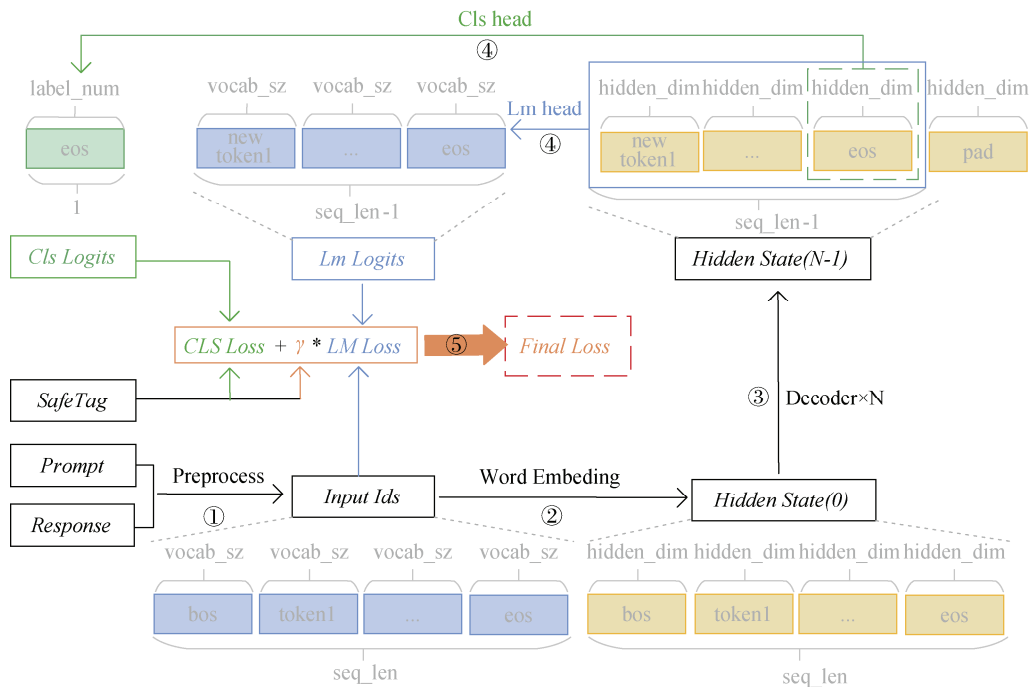 Cls head
④
label_num
vocab_sz vocab_sz vocab_sz
hidden_dim hidden_dim hidden_dim hidden_dim
Lm head
④
eos
new token1
...
eos
new token1
...
eos
pad
1
seq_len-1
seq_len-1
Cls Logits
Lm Logits
Hidden State(N-1)
CLS Loss + γ * LM Loss
⑤
Final Loss
SafeTag
③
Decoder×N
Prompt
Preprocess
①
Response
Input Ids
Word Embeding
②
Hidden State(0)
vocab_sz vocab_sz vocab_sz vocab_sz
hidden_dim hidden_dim hidden_dim hidden_dim
bos token1 ... eos
bos token1 ... eos
seq_len
seq_len